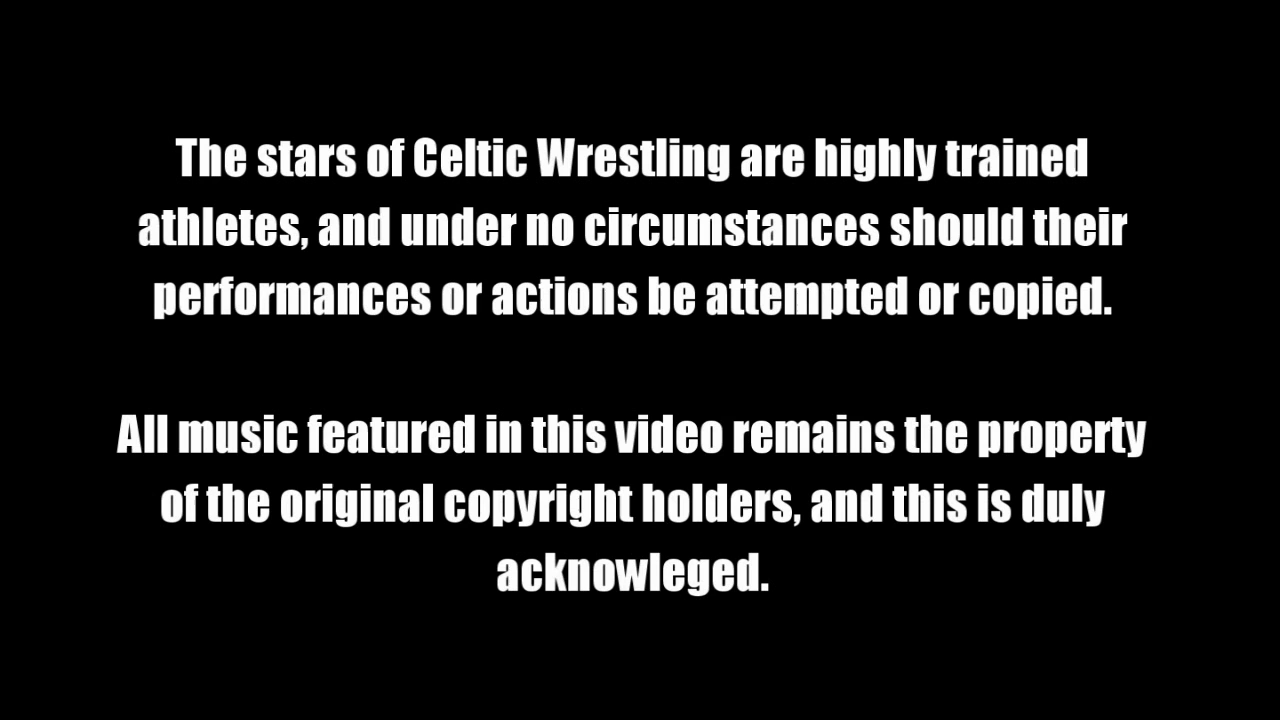 The stars of Celtic Wrestling are highly trained
athletes, and under no circumstances should their
performances or actions be attempted or copied.
All music featured in this video remains the property
of the original copyright holders, and this is duly
acknowleged.